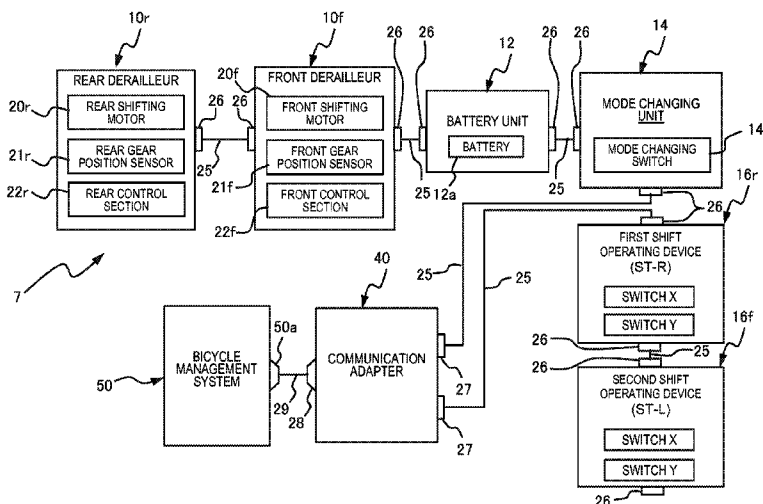 10r
10f
26
26
12
26
26
14
REAR DERAILLEUR
20r
REAR SHIFTING
MOTOR
21r
REAR GEAR
POSITION SENSOR
22r
REAR CONTROL
SECTION
26
26
25
FRONT DERAILLEUR
20f
FRONT SHIFTING
MOTOR
FRONT GEAR
POSITION SENSOR
21f
FRONT CONTROL
SECTION
22f
25
BATTERY UNIT
BATTERY
12a
25
MODE CHANGING
UNIT
MODE CHANGING
SWITCH
14
26
16r
7
40
25
25
FIRST SHIFT
OPERATING DEVICE
(ST-R)
SWITCH X
SWITCH Y
16f
26
25
26
50a
BICYCLE
MANAGEMENT
SYSTEM
50
29
28
COMMUNICATION
ADAPTER
27
27
SECOND SHIFT
OPERATING DEVICE
(ST-L)
SWITCH X
SWITCH Y
26